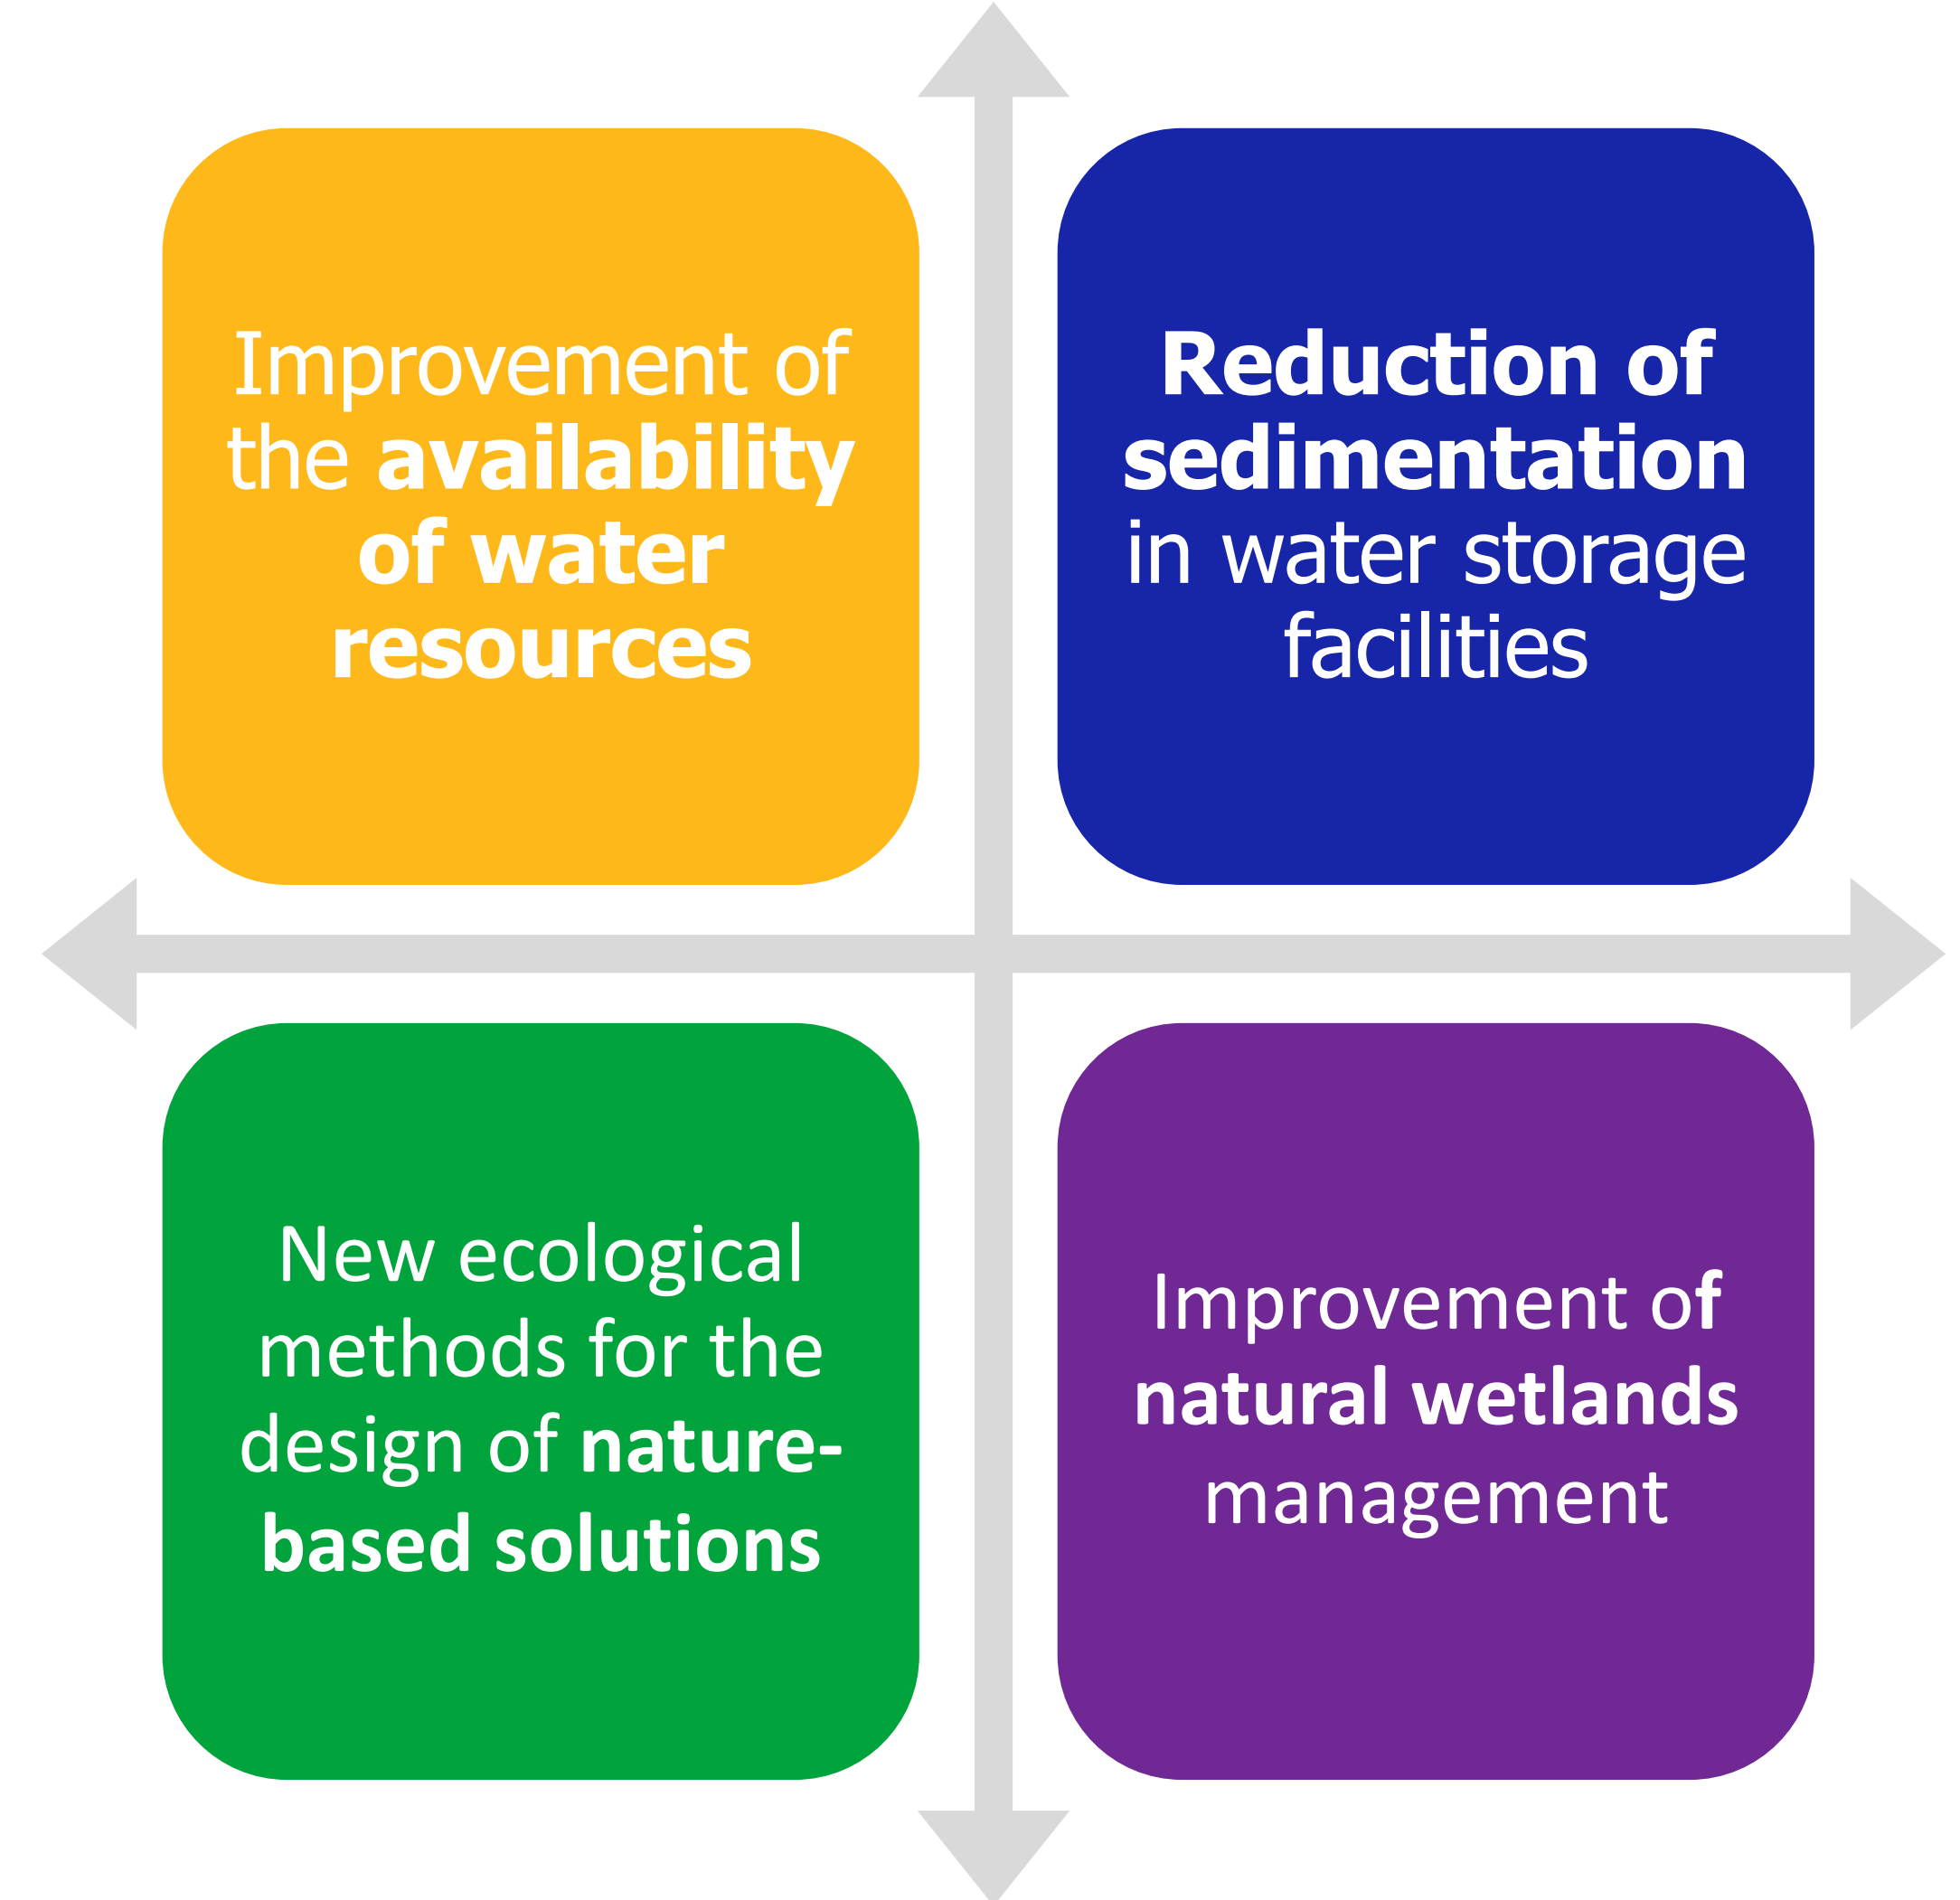 Improvement of
the availability
of water
resources
Reduction of
sedimentation
in water storage
facilities
New ecological
methods for the
design of nature-
based solutions
Improvement of
natural wetlands
management